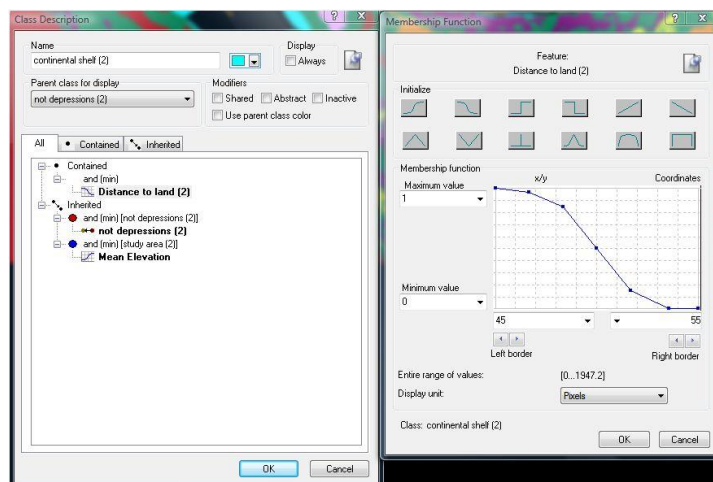 Class Description
Name
continental shelf (2)
Display
Always
Parent class for display
not depressions (2)
Modifiers
Shared Abstract Inactive
Use parent class color
All Contained Inherited
Contained
and (min)
Distance to land (2)
Inherited
and (min) [not depressions (2)]
not depressions (2)
and (min) [study area (2)]
Mean Elevation
OK Cancel
Membership Function
Feature:
Distance to land (2)
Initialize
Membership function
Maximum value
x/y
Coordinates
1
Minimum value
0
45
55
Left border
Right border
Entire range of values: [0...1947.2]
Display unit: Pixels
Class: continental shelf (2)
OK Cancel